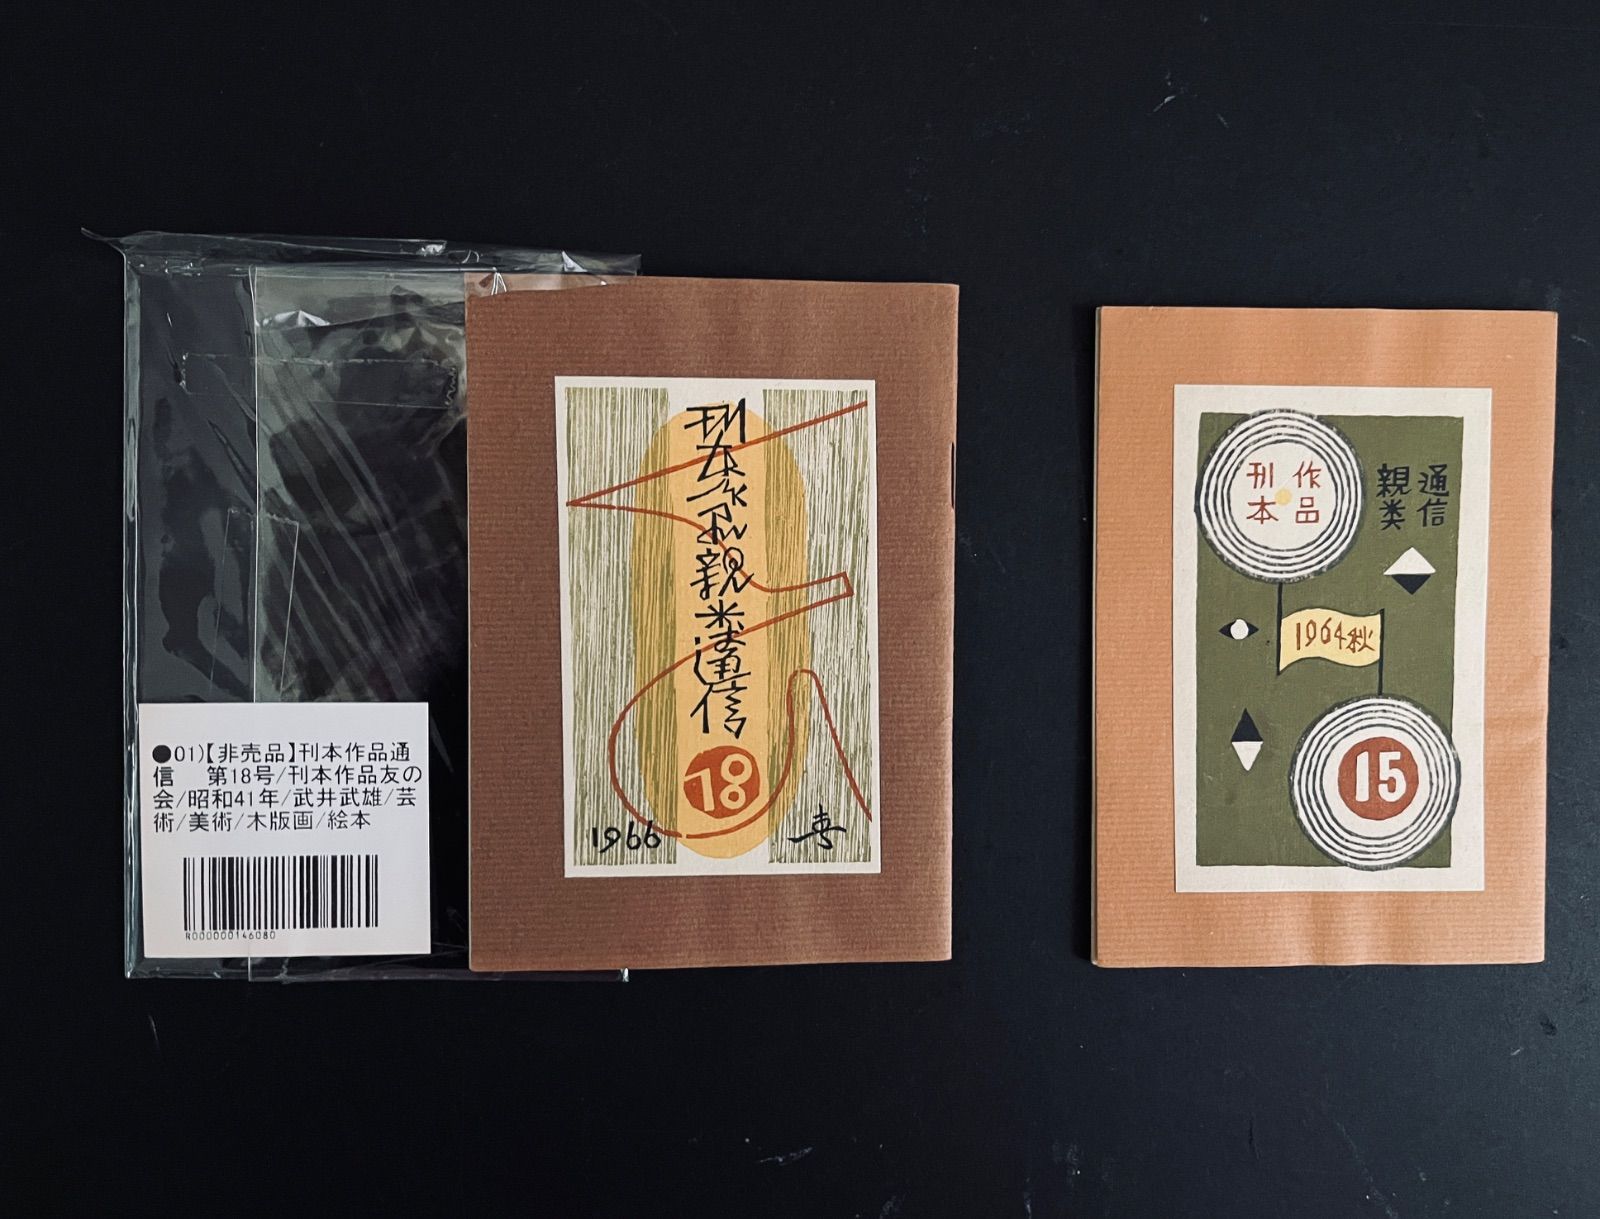 ●01)【非売品】刊本作品通
信　第18号/刊本作品友の
会/昭和41年/武井武雄/芸
術/美術/木版画/絵本
R000000146080
刊本作品親類通信
18
1966
春
刊本
作品
親類
通信
1964秋
15